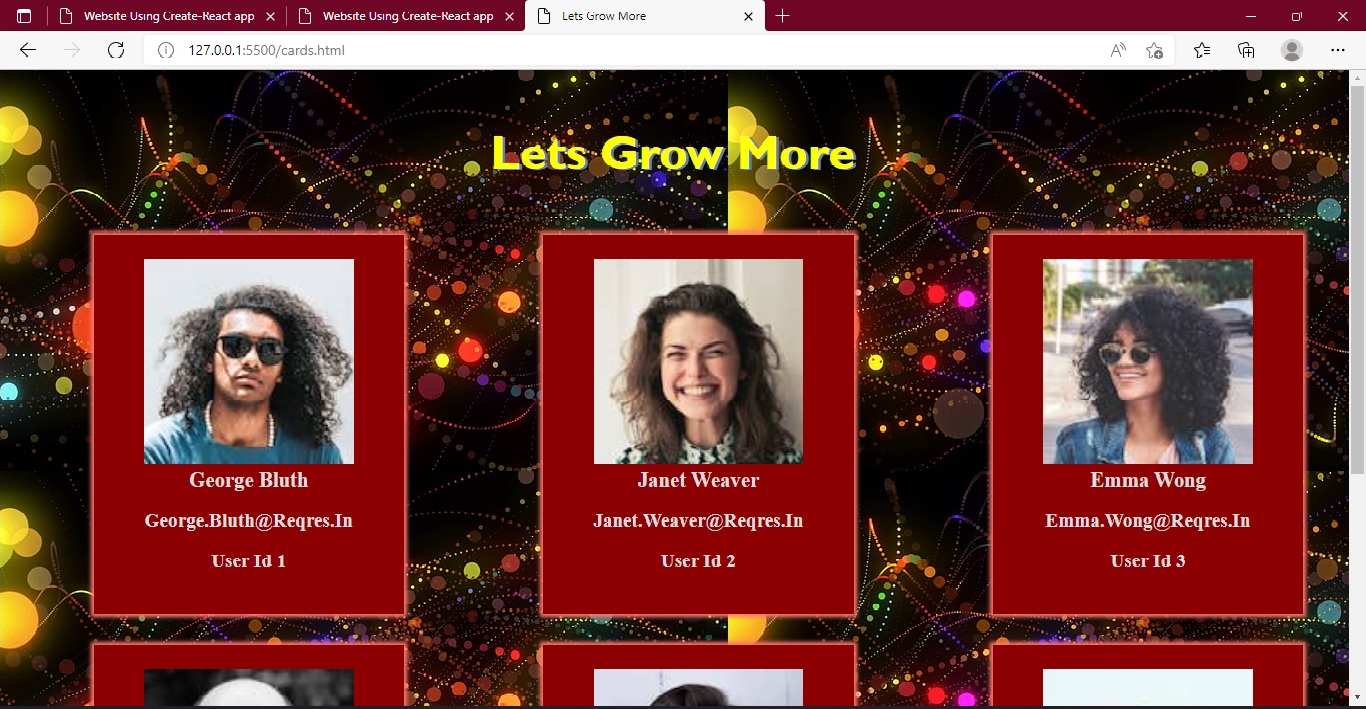 Website Using Create-React app
Website Using Create-React app
Lets Grow More
127.0.0.1:5500/cards.html
Lets Grow More
George Bluth
George.Bluth@Reqres.In
User Id 1
Janet Weaver
Janet.Weaver@Reqres.In
User Id 2
Emma Wong
Emma.Wong@Reqres.In
User Id 3